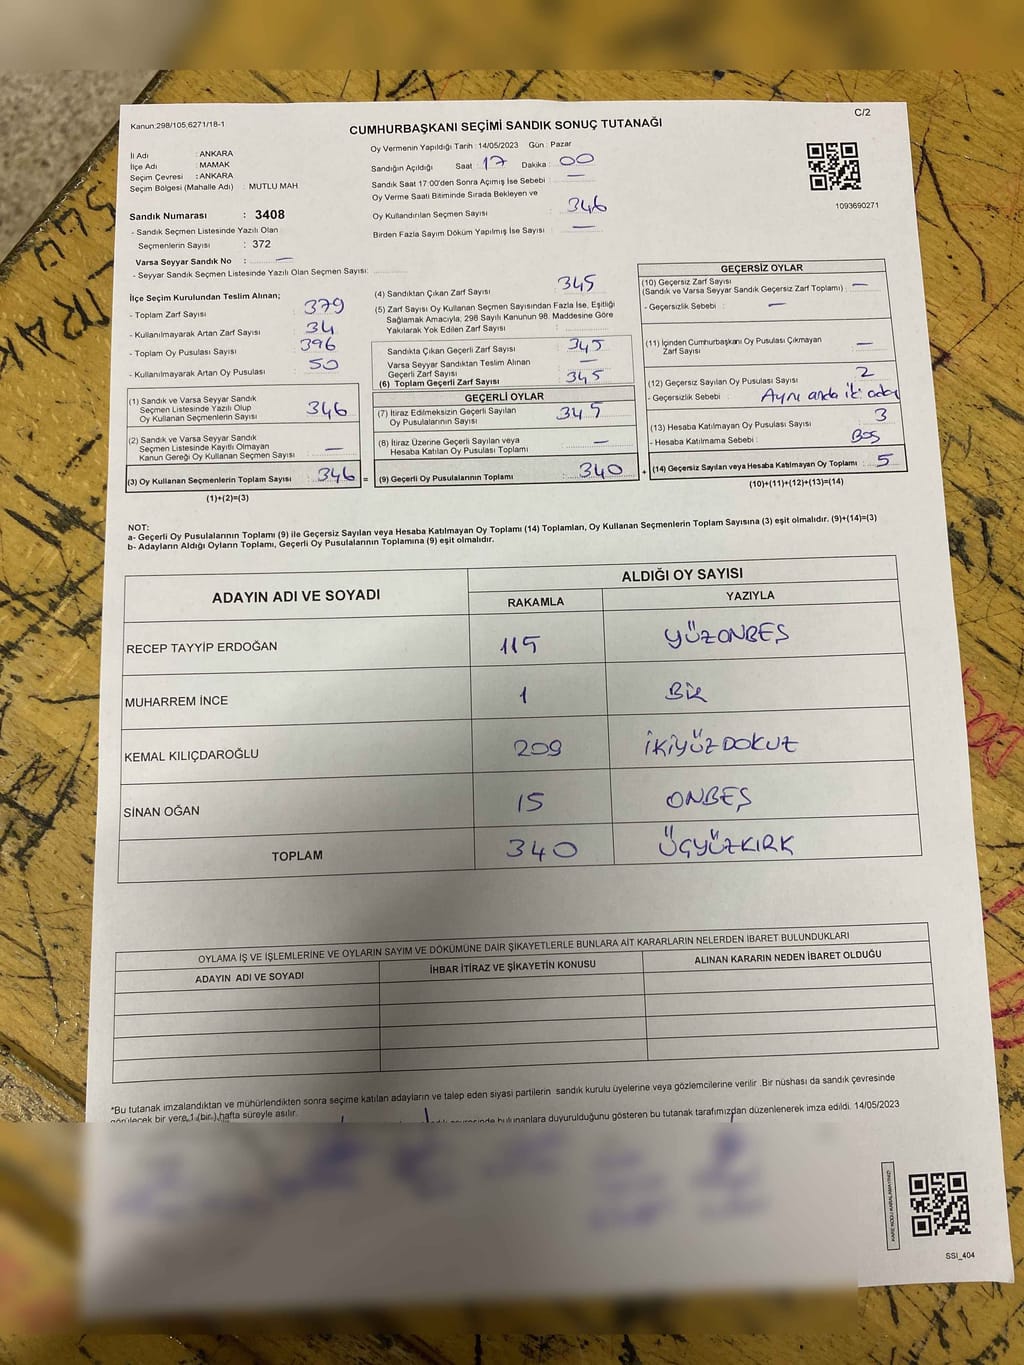 Kanun:298/105,6271/18-1
C/2
CUMHURBAŞKANI SEÇİMİ SANDIK SONUÇ TUTANAĞI
İl Adı : ANKARA
İlçe Adı : MAMAK
Seçim Çevresi : ANKARA
Seçim Bölgesi (Mahalle Adı) : MUTLU MAH
Oy Vermenin Yapıldığı Tarih : 14/05/2023 Gün : Pazar
Sandığın Açıldığı Saat : 17 Dakika : 00
Sandık Saat 17:00'den Sonra Açılmış İse Sebebi : —
Oy Verme Saati Bitiminde Sırada Bekleyen ve
Oy Kullandırılan Seçmen Sayısı : 346
Birden Fazla Sayım Döküm Yapılmış İse Sayısı : —
1093690271
Sandık Numarası : 3408
- Sandık Seçmen Listesinde Yazılı Olan
Seçmenlerin Sayısı : 372
Varsa Seyyar Sandık No : —
- Seyyar Sandık Seçmen Listesinde Yazılı Olan Seçmen Sayısı:
İlçe Seçim Kurulundan Teslim Alınan;
- Toplam Zarf Sayısı : 379
- Kullanılmayarak Artan Zarf Sayısı : 34
- Toplam Oy Pusulası Sayısı : 396
- Kullanılmayarak Artan Oy Pusulası : 50
(1) Sandık ve Varsa Seyyar Sandık
Seçmen Listesinde Yazılı Olup
Oy Kullanan Seçmenlerin Sayısı : 346
(2) Sandık ve Varsa Seyyar Sandık
Seçmen Listesinde Kayıtlı Olmayan
Kanun Gereği Oy Kullanan Seçmen Sayısı : —
(3) Oy Kullanan Seçmenlerin Toplam Sayısı : 346 =
(1)+(2)=(3)
(4) Sandıktan Çıkan Zarf Sayısı : 345
(5) Zarf Sayısı Oy Kullanan Seçmen Sayısından Fazla İse, Eşitliği
Sağlamak Amacıyla, 298 Sayılı Kanunun 98. Maddesine Göre
Yakılarak Yok Edilen Zarf Sayısı :
Sandıkta Çıkan Geçerli Zarf Sayısı : 345
Varsa Seyyar Sandıktan Teslim Alınan
Geçerli Zarf Sayısı : —
(6) Toplam Geçerli Zarf Sayısı : 345
GEÇERLİ OYLAR
(7) İtiraz Edilmeksizin Geçerli Sayılan
Oy Pusulalarının Sayısı : 345
(8) İtiraz Üzerine Geçerli Sayılan veya
Hesaba Katılan Oy Pusulası Toplamı : —
(9) Geçerli Oy Pusulalarının Toplamı : 340 +
GEÇERSİZ OYLAR
(10) Geçersiz Zarf Sayısı
(Sandık ve Varsa Seyyar Sandık Geçersiz Zarf Toplamı) : —
- Geçersizlik Sebebi : —
(11) İçinden Cumhurbaşkanı Oy Pusulası Çıkmayan
Zarf Sayısı : —
(12) Geçersiz Sayılan Oy Pusulası Sayısı : 2
- Geçersizlik Sebebi : Aynı anda iki aday
(13) Hesaba Katılmayan Oy Pusulası Sayısı : 3
- Hesaba Katılmama Sebebi : Boş
(14) Geçersiz Sayılan veya Hesaba Katılmayan Oy Toplamı : 5
(10)+(11)+(12)+(13)=(14)
NOT:
a- Geçerli Oy Pusulalarının Toplamı (9) ile Geçersiz Sayılan veya Hesaba Katılmayan Oy Toplamı (14) Toplamları, Oy Kullanan Seçmenlerin Toplam Sayısına (3) eşit olmalıdır. (9)+(14)=(3)
b- Adayların Aldığı Oyların Toplamı, Geçerli Oy Pusulalarının Toplamına (9) eşit olmalıdır.
ADAYIN ADI VE SOYADI
ALDIĞI OY SAYISI
RAKAMLA YAZIYLA
RECEP TAYYİP ERDOĞAN 115 YÜZONBEŞ
MUHARREM İNCE 1 BİR
KEMAL KILIÇDAROĞLU 209 İKİYÜZDOKUZ
SİNAN OĞAN 15 ONBEŞ
TOPLAM 340 ÜÇYÜZKIRK
OYLAMA İŞ VE İŞLEMLERİNE VE OYLARIN SAYIM VE DÖKÜMÜNE DAİR ŞİKAYETLERLE BUNLARA AİT KARARLARIN NELERDEN İBARET BULUNDUKLARI
ADAYIN ADI VE SOYADI İHBAR İTİRAZ VE ŞİKAYETİN KONUSU ALINAN KARARIN NEDEN İBARET OLDUĞU
*Bu tutanak imzalandıktan ve mühürlendikten sonra seçime katılan adayların ve talep eden siyasi partilerin sandık kurulu üyelerine veya gözlemcilerine verilir .Bir nüshası da sandık çevresinde
görülecek bir yere 1 (bir) hafta süreyle asılır.
bulunanlara duyurulduğunu gösteren bu tutanak tarafımızdan düzenlenerek imza edildi. 14/05/2023
KARE KODU KARALAMAYINIZ!
SSI_404